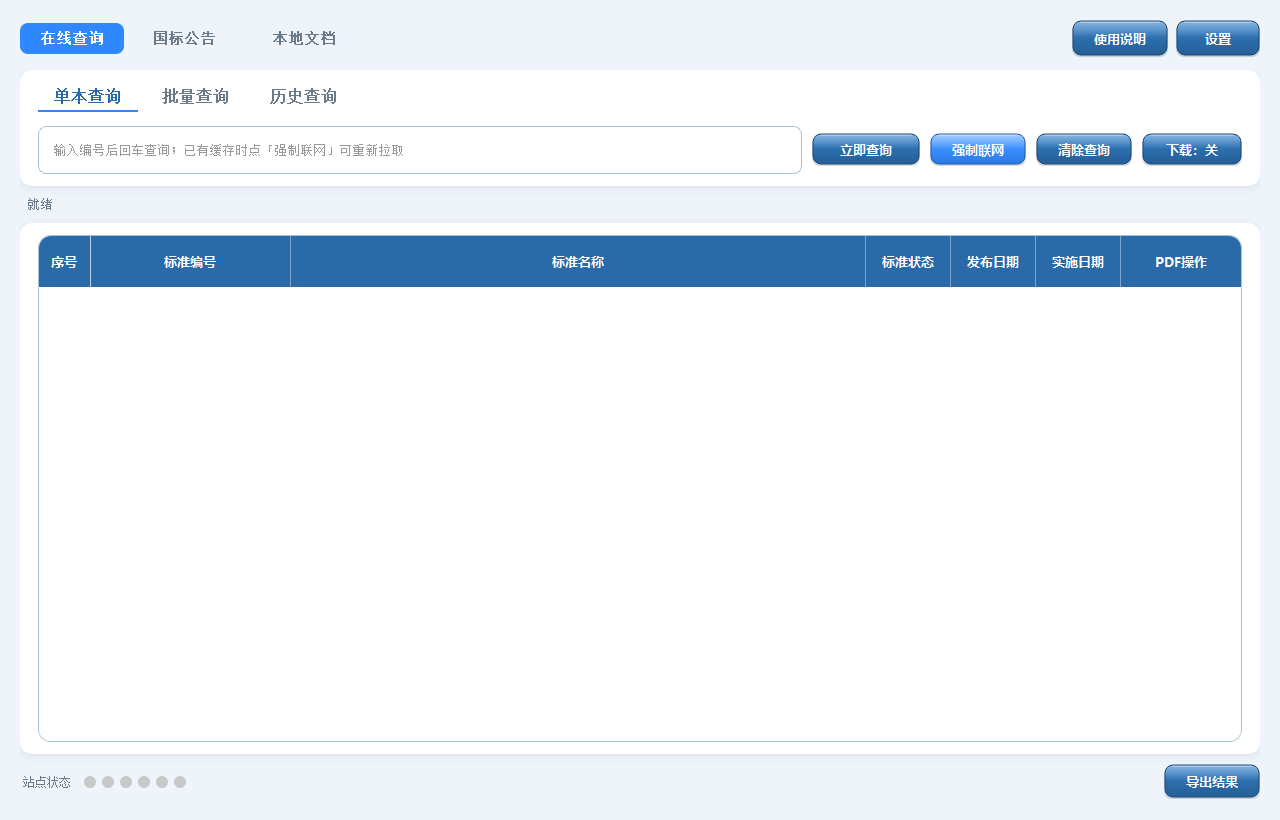 在线查询 国标公告 本地文档 使用说明 设置
单本查询 批量查询 历史查询
输入编号后回车查询；已有缓存时点「强制联网」可重新拉取 立即查询 强制联网 清除查询 下载：关
就绪
序号 标准编号 标准名称 标准状态 发布日期 实施日期 PDF操作
站点状态 导出结果